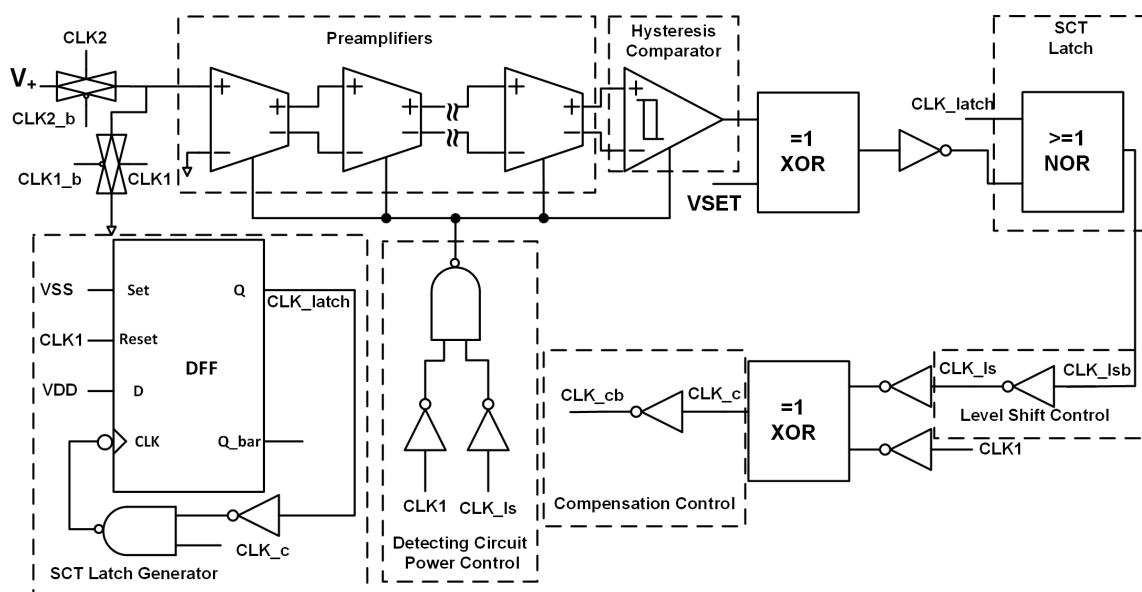 CLK2
V+
CLK2_b
CLK1_b
CLK1
Preamplifiers
+
−
+
−
+
−
+
−
+
−
+
−
Hysteresis
Comparator
+
−
=1
XOR
VSET
SCT
Latch
CLK_latch
>=1
NOR
VSS
CLK1
VDD
Set
Reset
D
CLK
DFF
Q
Q_bar
CLK_latch
CLK_c
SCT Latch Generator
CLK1
CLK_ls
Detecting Circuit
Power Control
CLK_cb
CLK_c
Compensation Control
=1
XOR
CLK_ls
CLK_lsb
Level Shift Control
CLK1